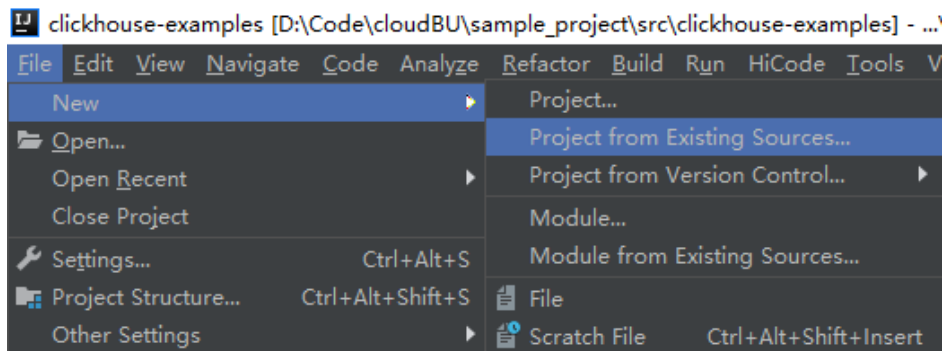 IJ clickhouse-examples [D:\Code\cloudBU\sample_project\src\clickhouse-examples] - ...\
File Edit View Navigate Code Analyze Refactor Build Run HiCode Tools V
New
Open...
Open Recent
Close Project
Settings... Ctrl+Alt+S
Project Structure... Ctrl+Alt+Shift+S
Other Settings
Project...
Project from Existing Sources...
Project from Version Control...
Module...
Module from Existing Sources...
File
Scratch File Ctrl+Alt+Shift+Insert